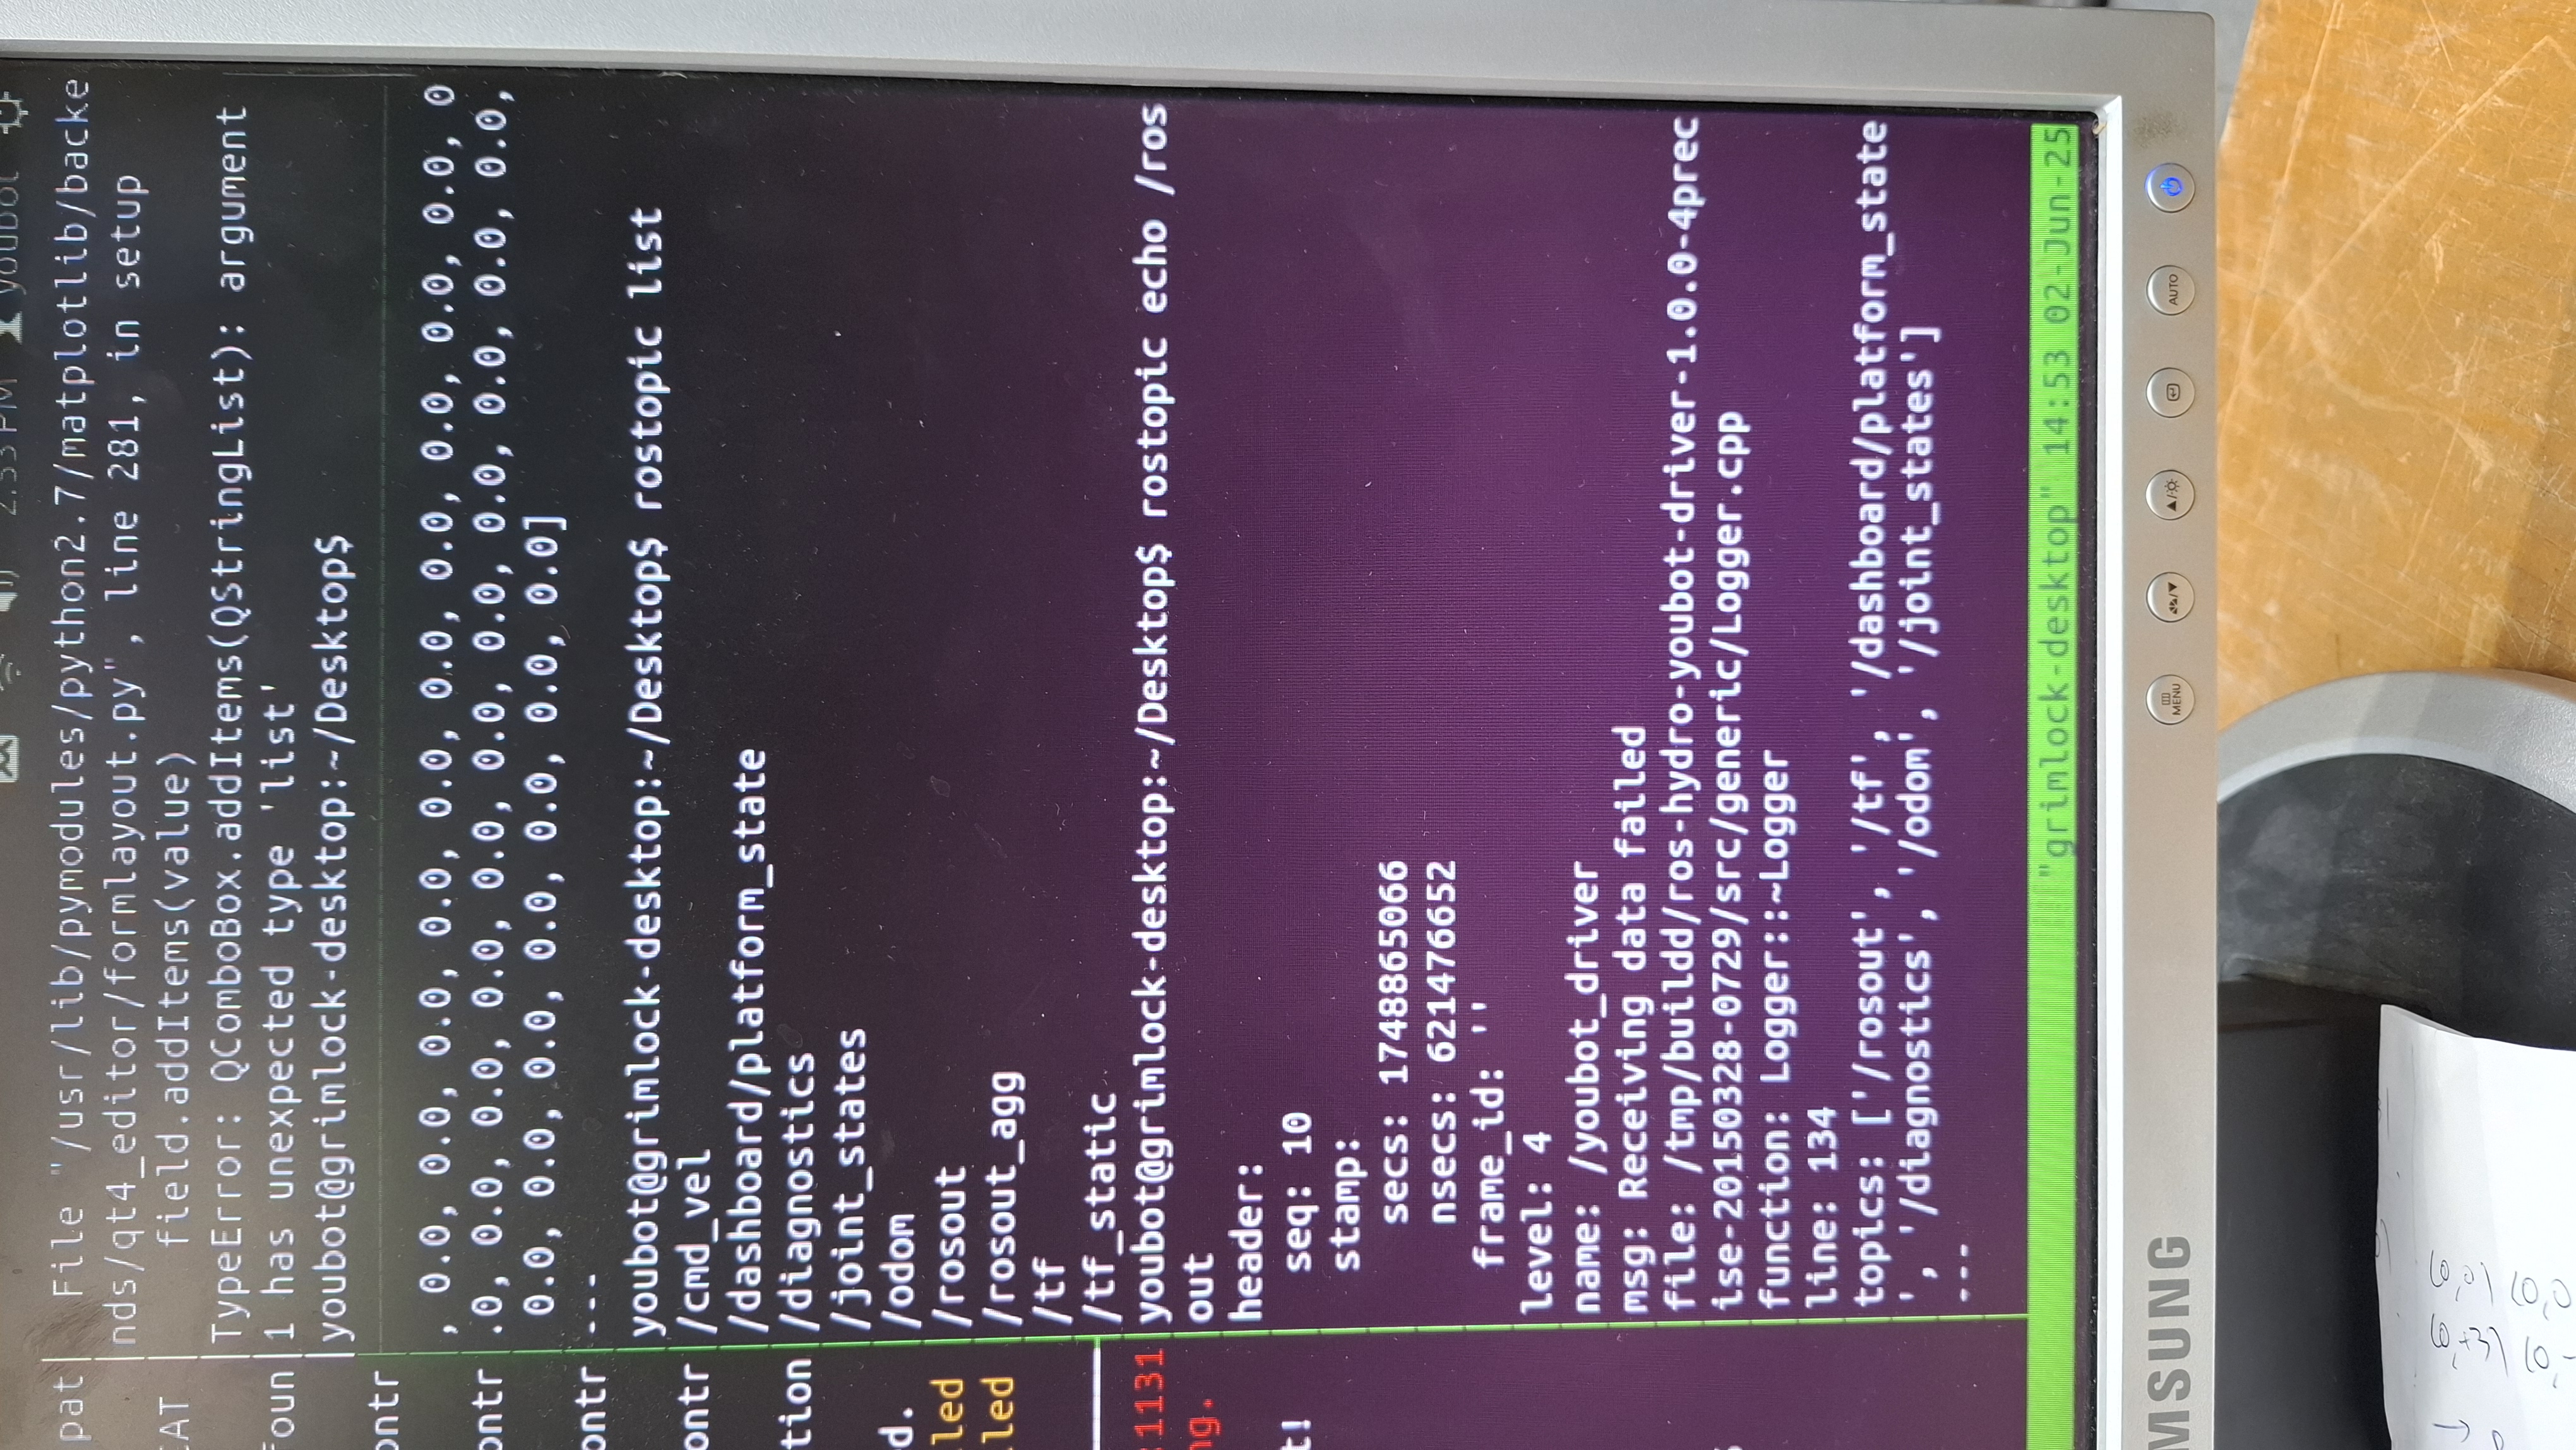 2:53 PM youbot
pat
File "/usr/lib/pymodules/python2.7/matplotlib/backe
nds/qt4_editor/formlayout.py", line 281, in setup
CAT
field.addItems(value)
TypeError: QComboBox.addItems(QStringList): argument
foun
1 has unexpected type 'list'
youbot@grimlock-desktop:~/Desktop$
ontr
, 0.0, 0.0, 0.0, 0.0, 0.0, 0.0, 0.0, 0.0, 0.0, 0.0, 0
ontr
.0, 0.0, 0.0, 0.0, 0.0, 0.0, 0.0, 0.0, 0.0, 0.0, 0.0,
0.0, 0.0, 0.0, 0.0, 0.0, 0.0, 0.0]
ontr
---
youbot@grimlock-desktop:~/Desktop$ rostopic list
ontr
/cmd_vel
/dashboard/platform_state
tion
/diagnostics
/joint_states
d.
/odom
led
/rosout
led
/rosout_agg
/tf
/tf_static
:1131
youbot@grimlock-desktop:~/Desktop$ rostopic echo /ros
ng.
out
header:
t!
seq: 10
stamp:
secs: 1748865066
nsecs: 621476652
frame_id: ''
level: 4
name: /youbot_driver
msg: Receiving data failed
file: /tmp/buildd/ros-hydro-youbot-driver-1.0.0-4prec
ise-20150328-0729/src/generic/Logger.cpp
function: Logger::~Logger
line: 134
topics: ['/rosout', '/tf', '/dashboard/platform_state
', '/diagnostics', '/odom', '/joint_states']
---
"grimlock-desktop" 14:53 02-Jun-25
MSUNG
MENU
AUTO